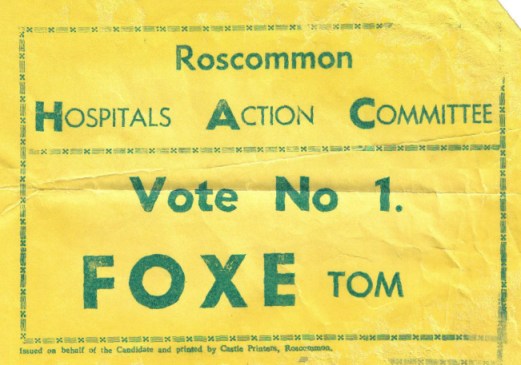 Roscommon
HOSPITALS ACTION COMMITTEE
Vote No 1.
FOXE TOM
Issued on behalf of the Candidate and printed by Castle Printers, Roscommon.